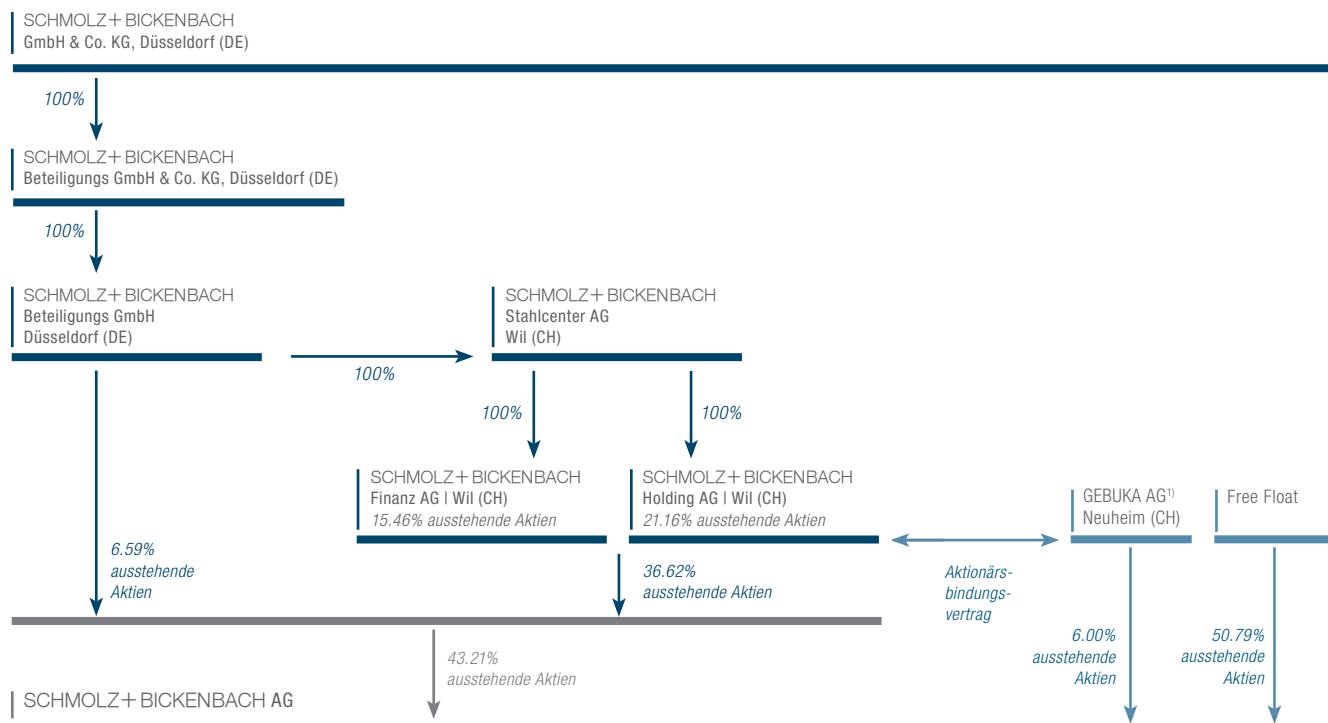 SCHMOLZ+BICKENBACH
GmbH & Co. KG, Düsseldorf (DE)
100%
SCHMOLZ+BICKENBACH
Beteiligungs GmbH & Co. KG, Düsseldorf (DE)
100%
SCHMOLZ+BICKENBACH
Beteiligungs GmbH
Düsseldorf (DE)
SCHMOLZ+BICKENBACH
Stahlcenter AG
Wil (CH)
100%
100%
100%
SCHMOLZ+BICKENBACH
Finanz AG | Wil (CH)
15.46% ausstehende Aktien
SCHMOLZ+BICKENBACH
Holding AG | Wil (CH)
21.16% ausstehende Aktien
GEBUKA AG1)
Neuheim (CH)
Free Float
6.59%
ausstehende
Aktien
36.62%
ausstehende Aktien
Aktionärs-
bindungs-
vertrag
6.00%
ausstehende
Aktien
50.79%
ausstehende
Aktien
43.21%
ausstehende Aktien
SCHMOLZ+BICKENBACH AG